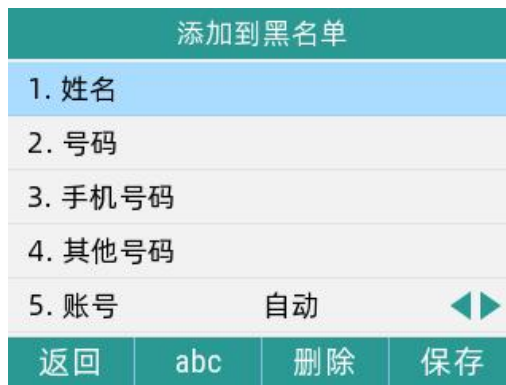 添加到黑名单
1. 姓名
2. 号码
3. 手机号码
4. 其他号码
5. 账号 自动
返回 abc 删除 保存